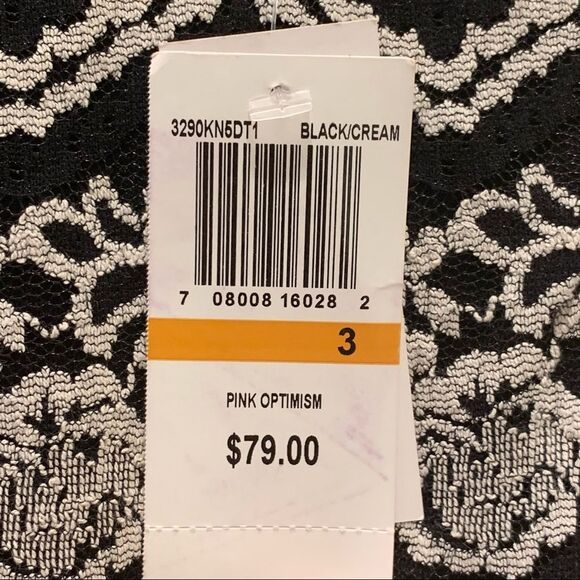 3290KN5DT1 BLACK/CREAM
7 08008 16028 2
3
PINK OPTIMISM
$79.00